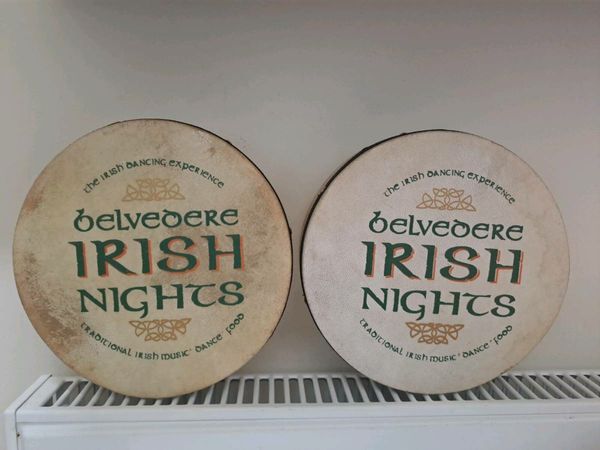 the Irish Dancing Experience
Belvedere
IRISH
NIGHTS
Traditional Irish Music · Dance · Food
the Irish Dancing Experience
Belvedere
IRISH
NIGHTS
Traditional Irish Music · Dance · Food